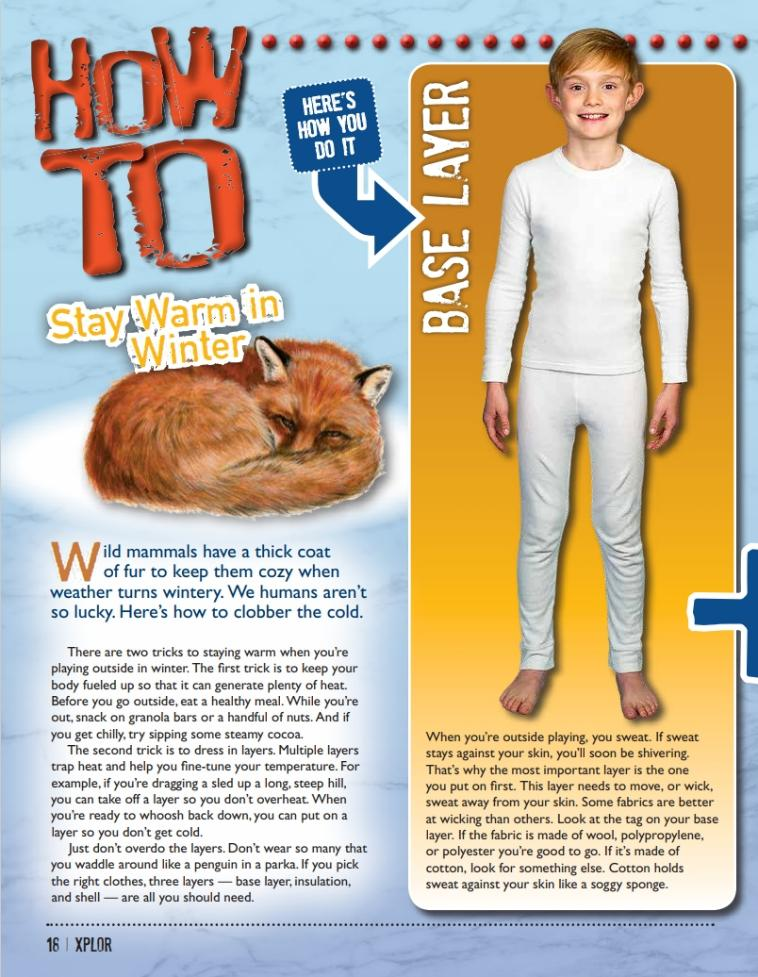 HOW
TO
Stay Warm in
Winter
HERE'S
HOW YOU
DO IT
Wild mammals have a thick coat
of fur to keep them cozy when
weather turns wintery. We humans aren't
so lucky. Here's how to clobber the cold.
There are two tricks to staying warm when you're
playing outside in winter. The first trick is to keep your
body fueled up so that it can generate plenty of heat.
Before you go outside, eat a healthy meal. While you're
out, snack on granola bars or a handful of nuts. And if
you get chilly, try sipping some steamy cocoa.
The second trick is to dress in layers. Multiple layers
trap heat and help you fine-tune your temperature. For
example, if you're dragging a sled up a long, steep hill,
you can take off a layer so you don't overheat. When
you're ready to whoosh back down, you can put on a
layer so you don't get cold.
Just don't overdo the layers. Don't wear so many that
you waddle around like a penguin in a parka. If you pick
the right clothes, three layers — base layer, insulation,
and shell — are all you should need.
BASE LAYER
When you're outside playing, you sweat. If sweat
stays against your skin, you'll soon be shivering.
That's why the most important layer is the one
you put on first. This layer needs to move, or wick,
sweat away from your skin. Some fabrics are better
at wicking than others. Look at the tag on your base
layer. If the fabric is made of wool, polypropylene,
or polyester you're good to go. If it's made of
cotton, look for something else. Cotton holds
sweat against your skin like a soggy sponge.
16 | XPLOR